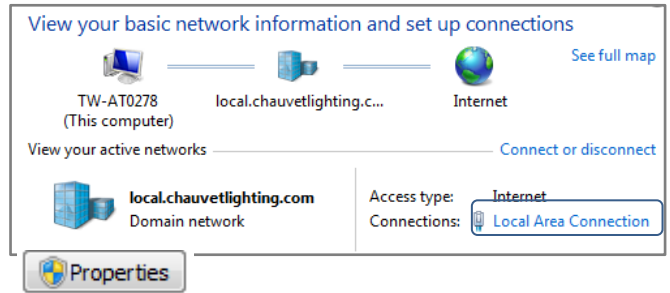 View your basic network information and set up connections
See full map
TW-AT0278
(This computer)
local.chauvetlighting.c...
Internet
View your active networks
Connect or disconnect
local.chauvetlighting.com
Domain network
Access type: Internet
Connections: Local Area Connection
Properties